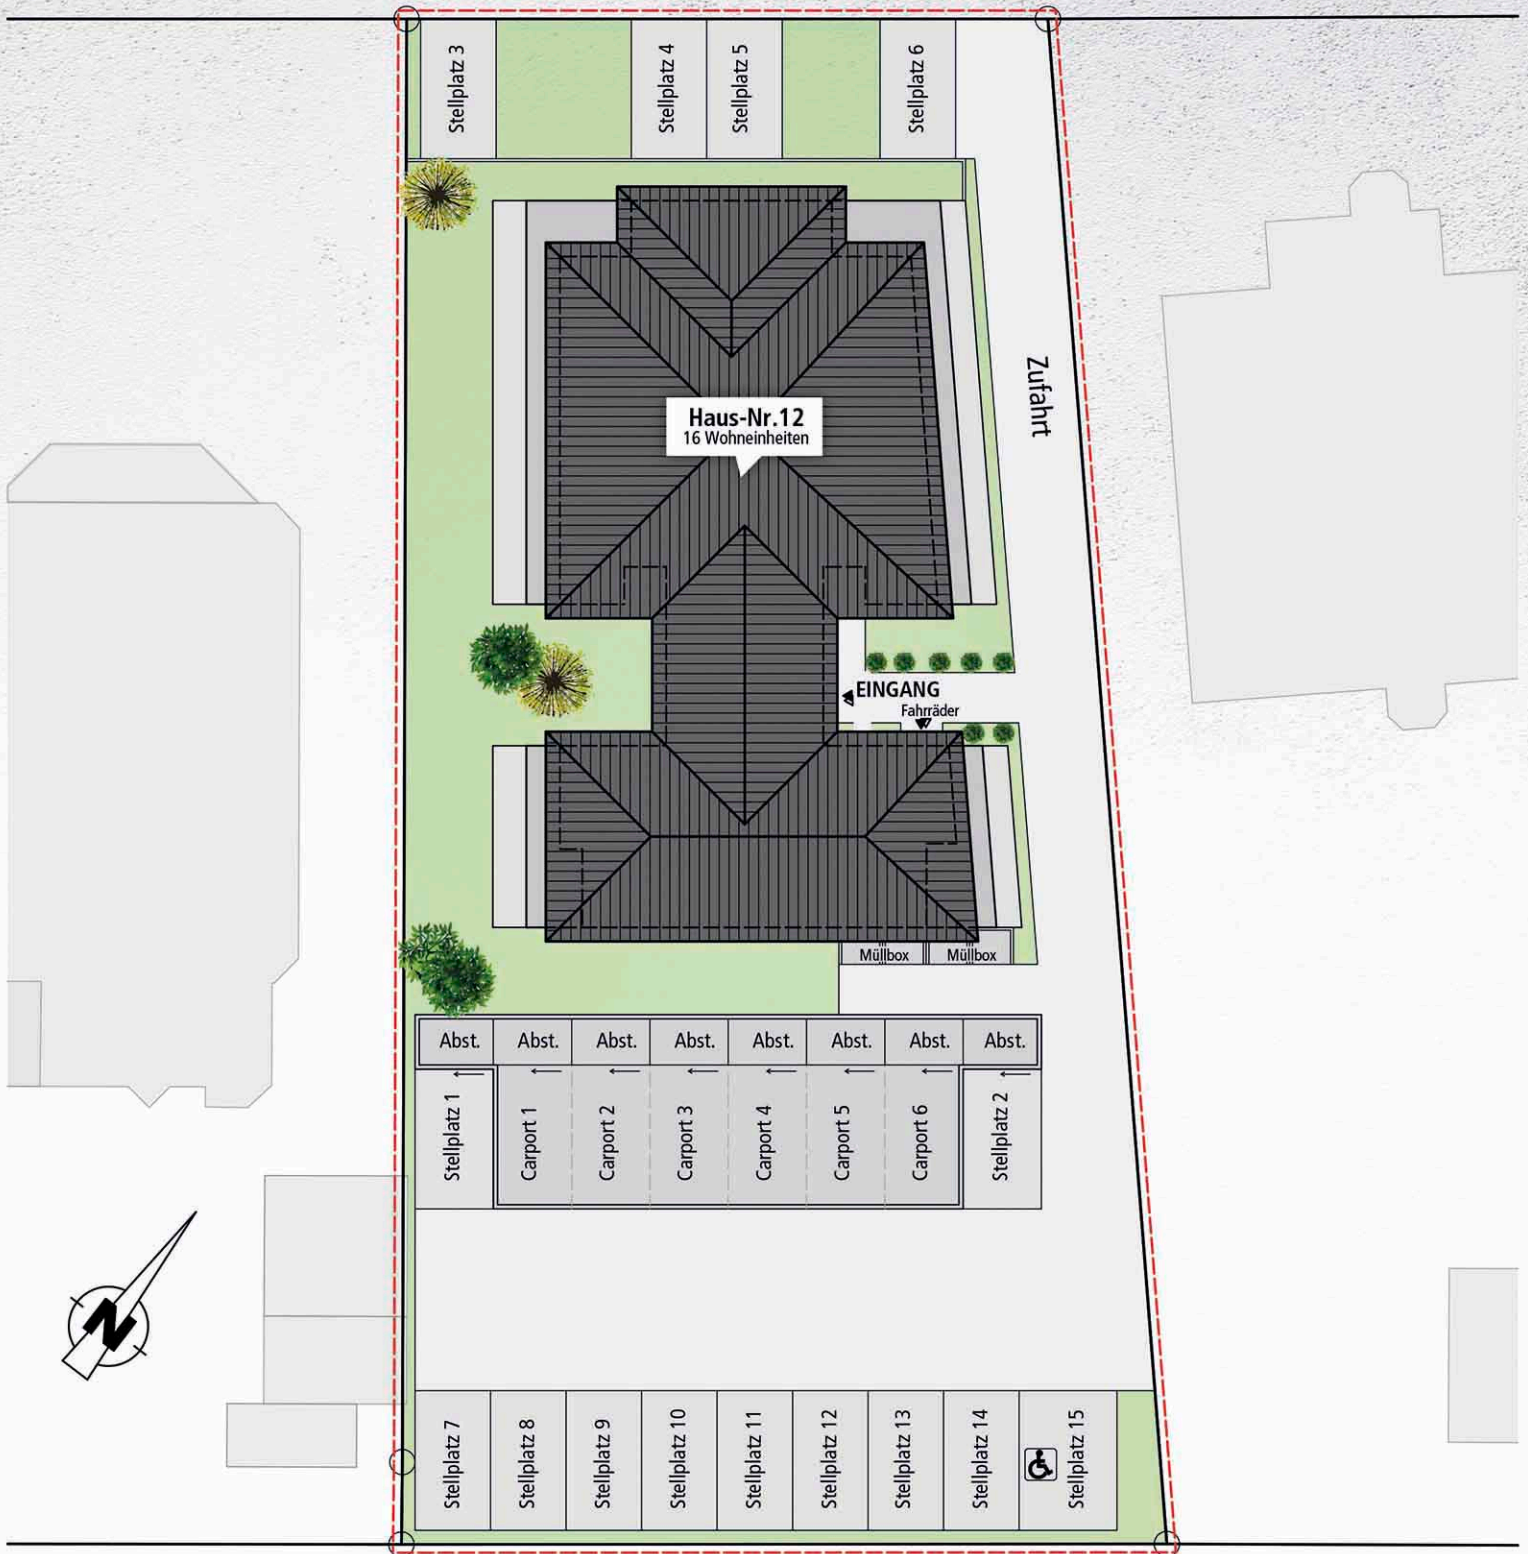 Stellplatz 3
Stellplatz 4
Stellplatz 5
Stellplatz 6
Zufahrt
Haus-Nr.12
16 Wohneinheiten
EINGANG
Fahrräder
Müllbox
Müllbox
Abst.
Abst.
Abst.
Abst.
Abst.
Abst.
Abst.
Abst.
Stellplatz 1
Carport 1
Carport 2
Carport 3
Carport 4
Carport 5
Carport 6
Stellplatz 2
N
Stellplatz 7
Stellplatz 8
Stellplatz 9
Stellplatz 10
Stellplatz 11
Stellplatz 12
Stellplatz 13
Stellplatz 14
Stellplatz 15